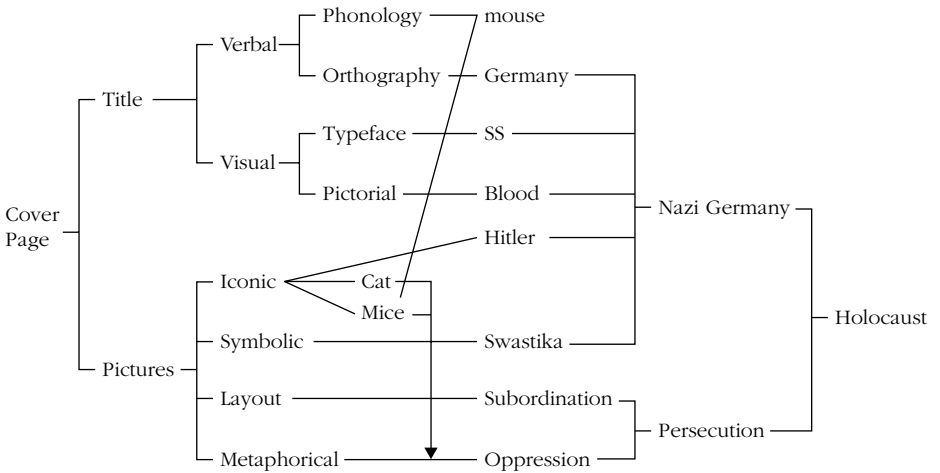 Phonology
mouse
Verbal
Orthography
Germany
Title
Typeface
SS
Visual
Pictorial
Blood
Cover
Page
Nazi Germany
Hitler
Iconic
Cat
Mice
Holocaust
Symbolic
Swastika
Pictures
Layout
Subordination
Persecution
Metaphorical
Oppression